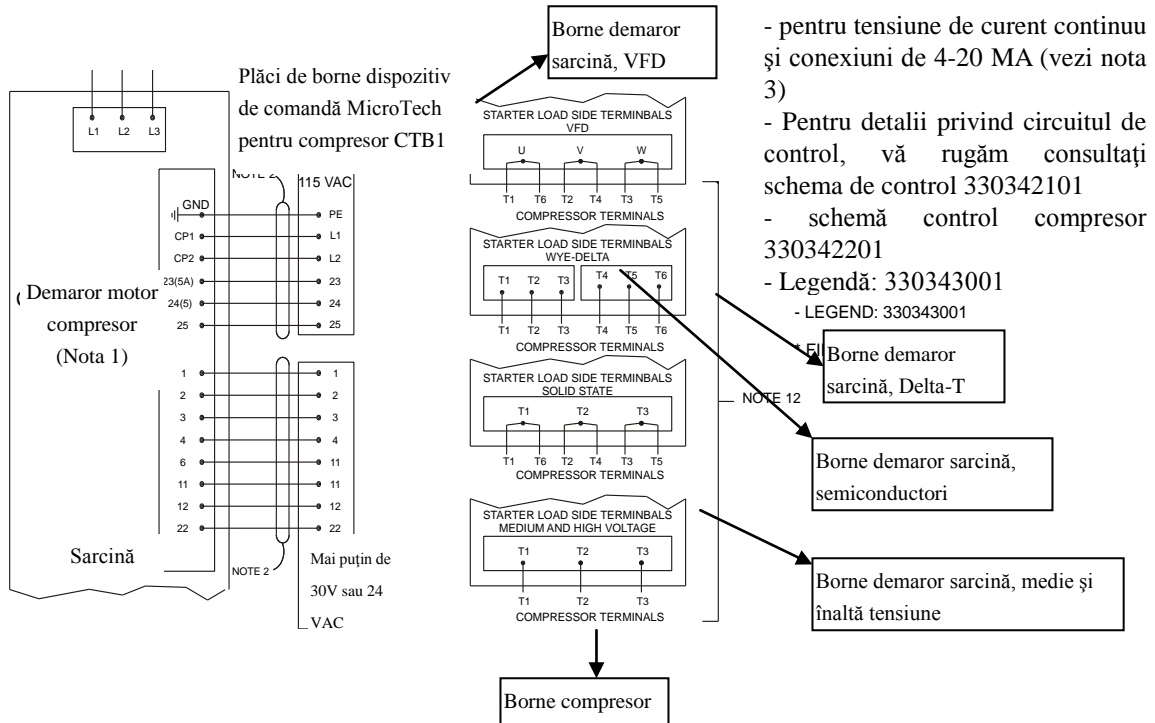 Borne demaror
sarcină, VFD
- pentru tensiune de curent continuu
şi conexiuni de 4-20 MA (vezi nota
3)
- Pentru detalii privind circuitul de
control, vă rugăm consultaţi
schema de control 330342101
- schemă control compresor
330342201
- Legendă: 330343001
- LEGEND: 330343001
Plăci de borne dispozitiv
de comandă MicroTech
pentru compresor CTB1
L1 L2 L3
NOTE 2
115 VAC
GND PE
CP1 L1
CP2 L2
23(5A) 23
24(5) 24
25 25
Demaror motor
compresor
(Nota 1)
1 1
2 2
3 3
4 4
6 11
11 11
12 12
22 22
Sarcină
NOTE 2
Mai puţin de
30V sau 24
VAC
STARTER LOAD SIDE TERMINBALS
VFD
U V W
T1 T6 T2 T4 T3 T5
COMPRESSOR TERMINALS
STARTER LOAD SIDE TERMINBALS
WYE-DELTA
T1 T2 T3 T4 T5 T6
T1 T2 T3 T4 T5 T6
COMPRESSOR TERMINALS
STARTER LOAD SIDE TERMINBALS
SOLID STATE
T1 T2 T3
T1 T6 T2 T4 T3 T5
COMPRESSOR TERMINALS
STARTER LOAD SIDE TERMINBALS
MEDIUM AND HIGH VOLTAGE
T1 T2 T3
T1 T2 T3
COMPRESSOR TERMINALS
NOTE 12
Borne demaror
sarcină, Delta-T
Borne demaror sarcină,
semiconductori
Borne demaror sarcină, medie şi
înaltă tensiune
Borne compresor